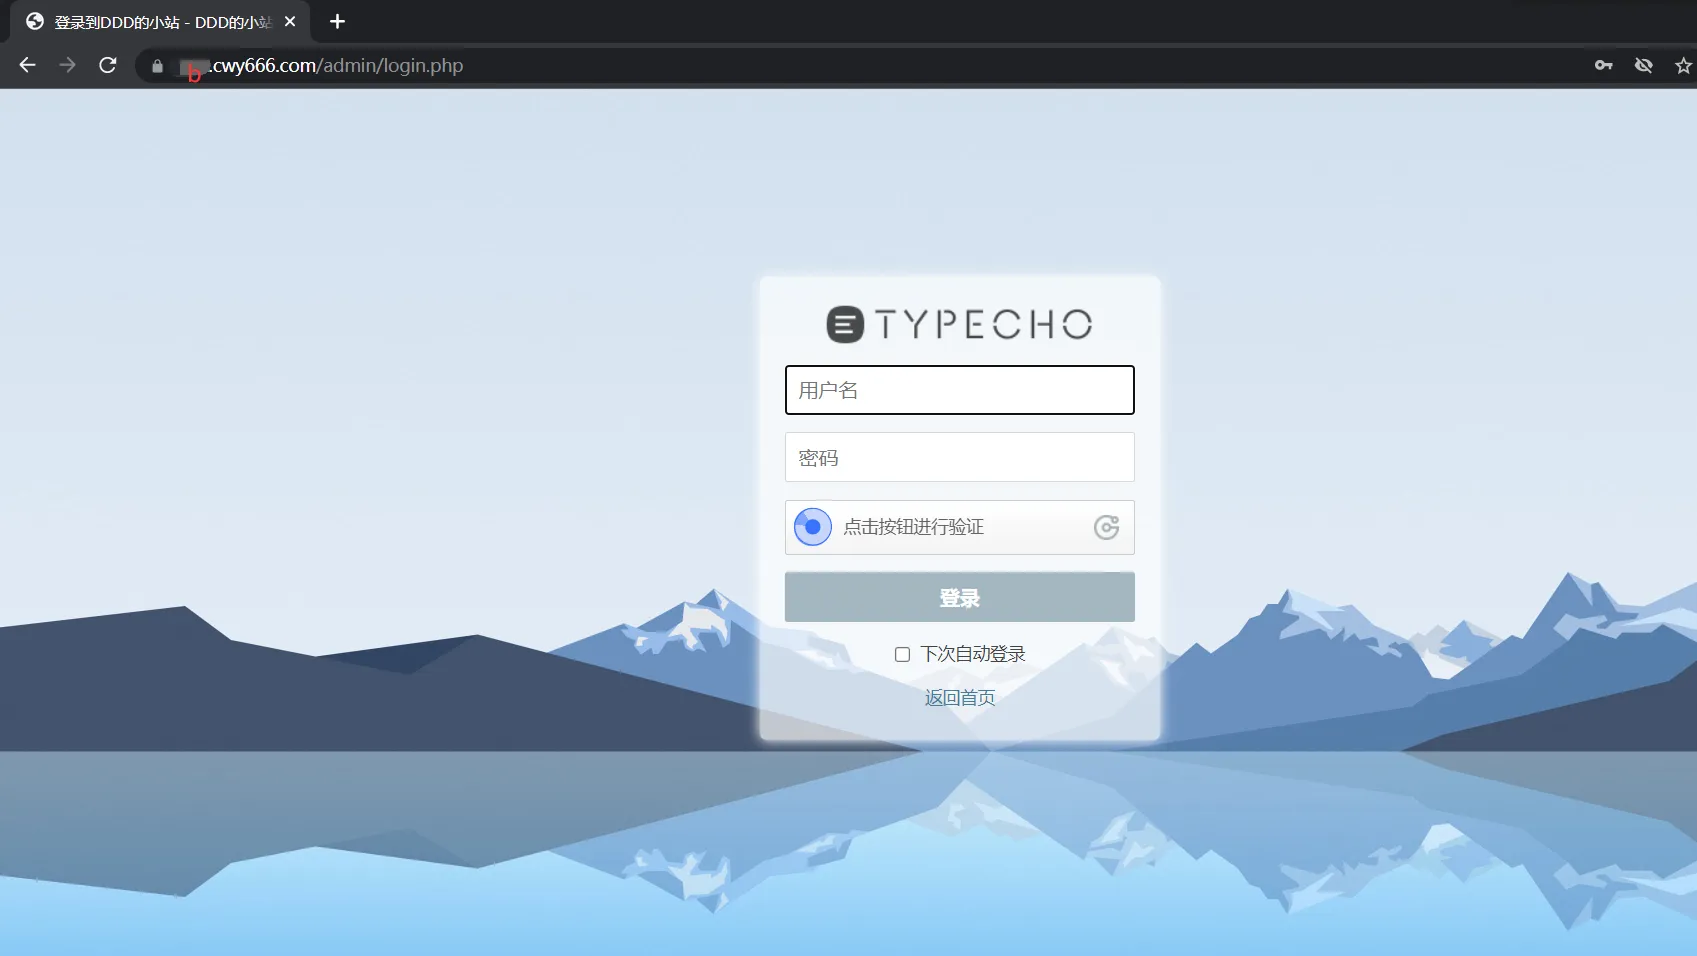 登录到DDD的小站 - DDD的小站
b.cwy666.com/admin/login.php
TYPECHO
用户名
密码
点击按钮进行验证
登录
下次自动登录
返回首页